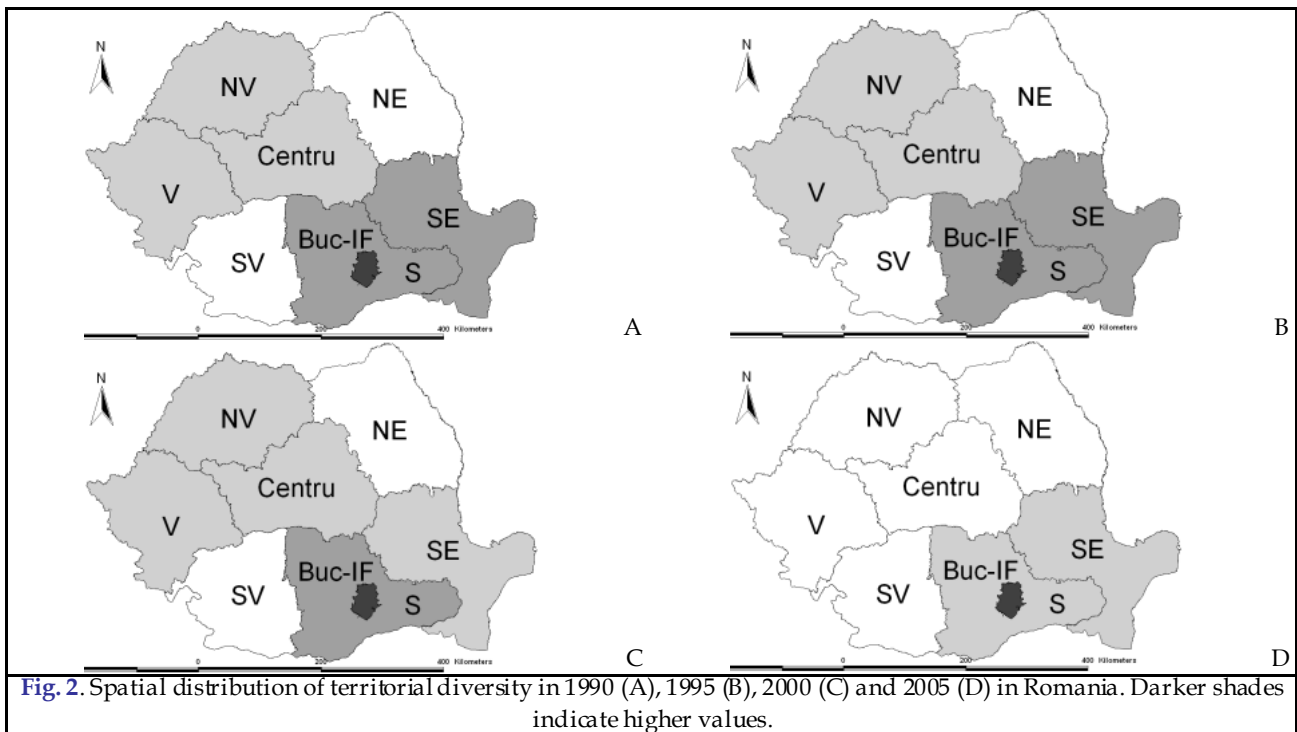 N
NV
NE
Centru
V
SE
Buc-IF
SV
S
0 200 400 Kilometers
A
N
NV
NE
Centru
V
SE
Buc-IF
SV
S
0 200 400 Kilometers
B
N
NV
NE
Centru
V
SE
Buc-IF
SV
S
0 200 400 Kilometers
C
N
NV
NE
Centru
V
SE
Buc-IF
SV
S
0 200 400 Kilometers
D
Fig. 2. Spatial distribution of territorial diversity in 1990 (A), 1995 (B), 2000 (C) and 2005 (D) in Romania. Darker shades
indicate higher values.